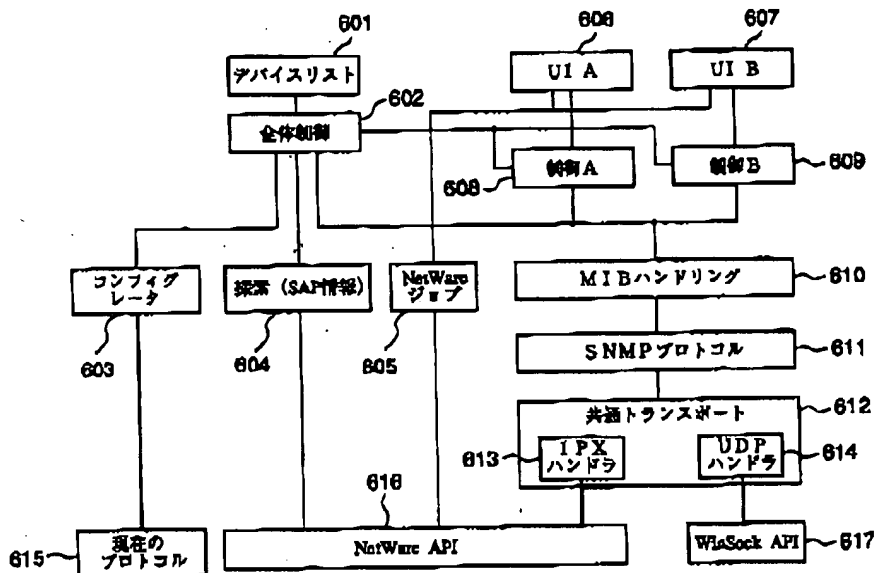 601
デバイスリスト
606
UI A
607
UI B
602
全体制御
制御A
608
制御B
609
コンフィグ
レータ
603
探索 (SAP情報)
604
NetWare
ジョブ
605
MIBハンドリング
610
SNMPプロトコル
611
共通トランスポート
612
613
IPX
ハンドラ
UDP
ハンドラ
614
616
615
現在の
プロトコル
NetWare API
WinSock API
617